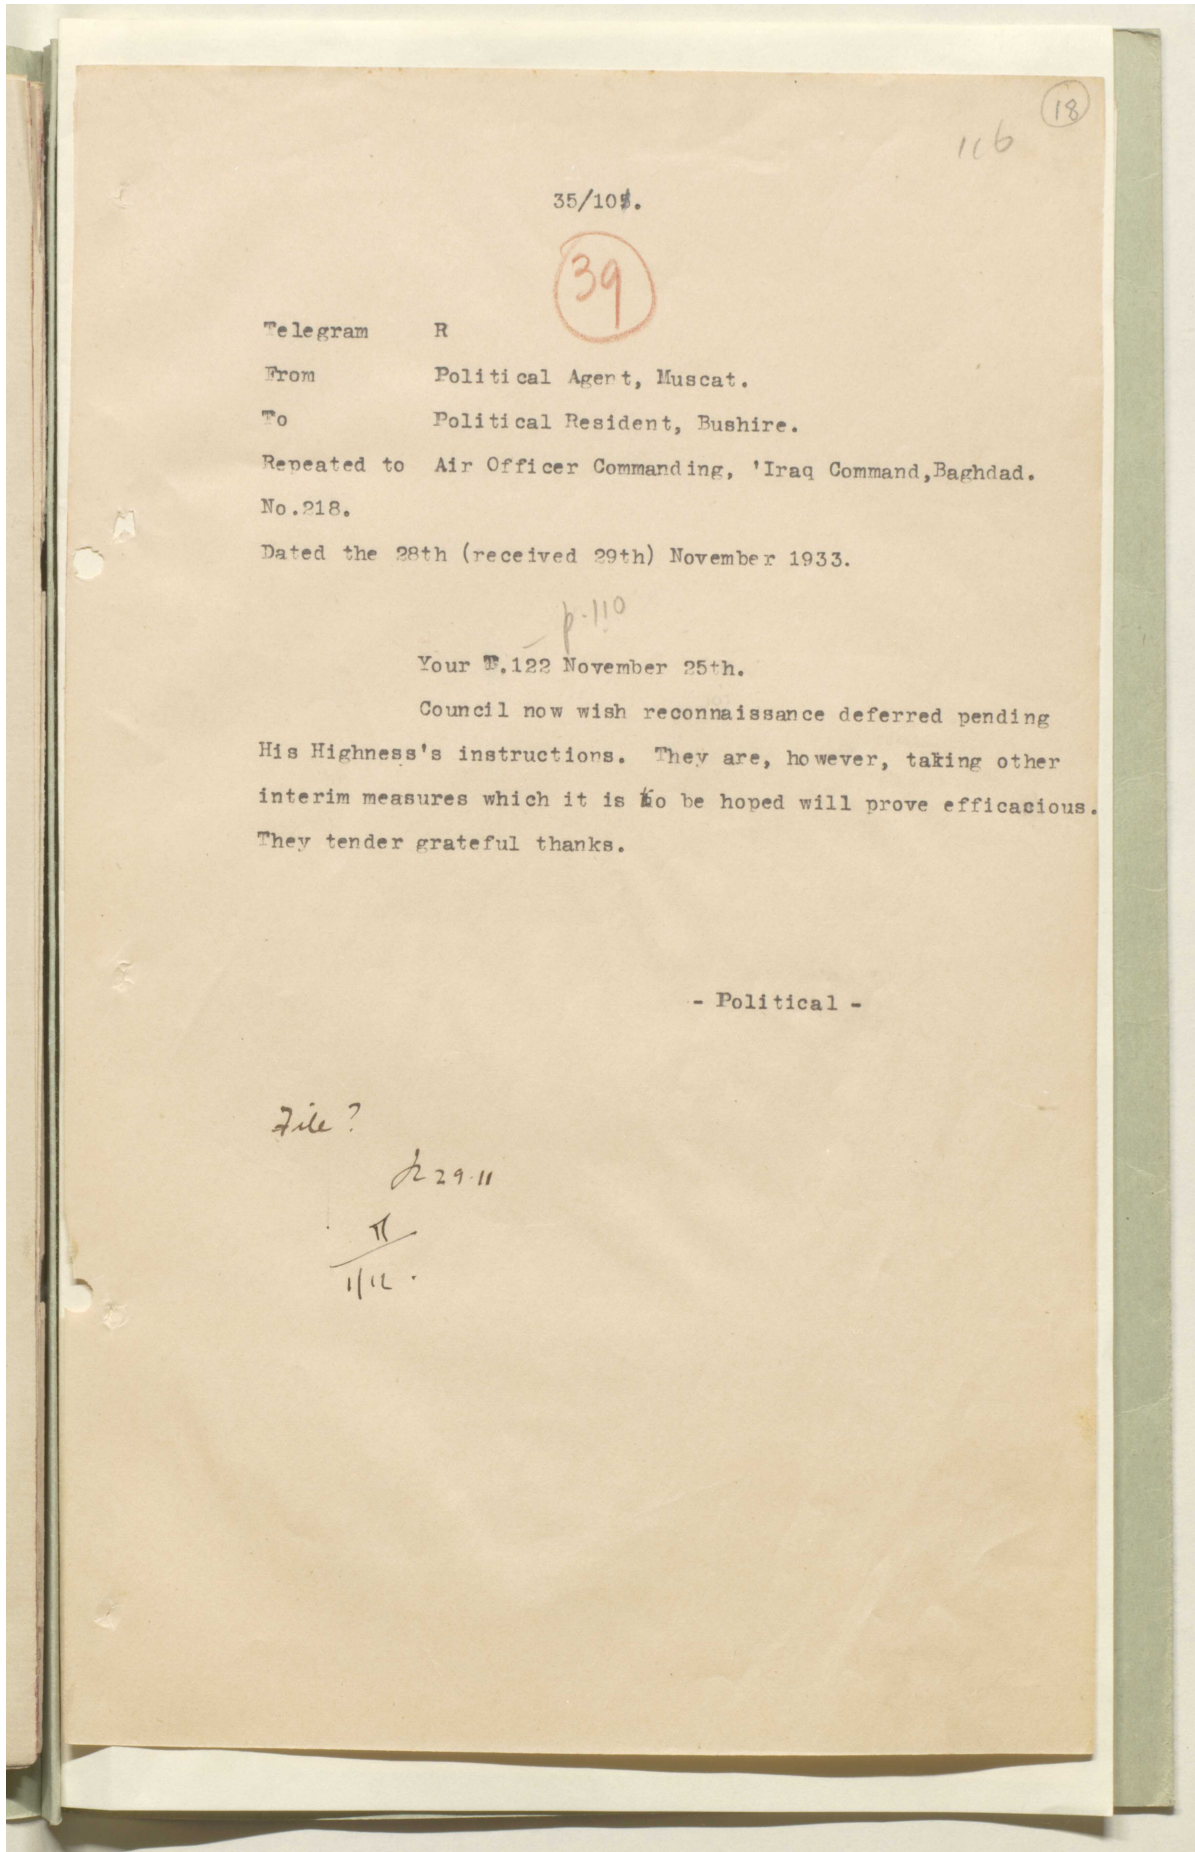 18
116
35/105.
39
Telegram R
From Political Agent, Muscat.
To Political Resident, Bushire.
Repeated to Air Officer Commanding, 'Iraq Command,Baghdad.
No.218.
Dated the 28th (received 29th) November 1933.
p.110
Your T.122 November 25th.
Council now wish reconnaissance deferred pending
His Highness's instructions. They are, however, taking other
interim measures which it is to be hoped will prove efficacious.
They tender grateful thanks.
- Political -
File?
29.11
1/12.